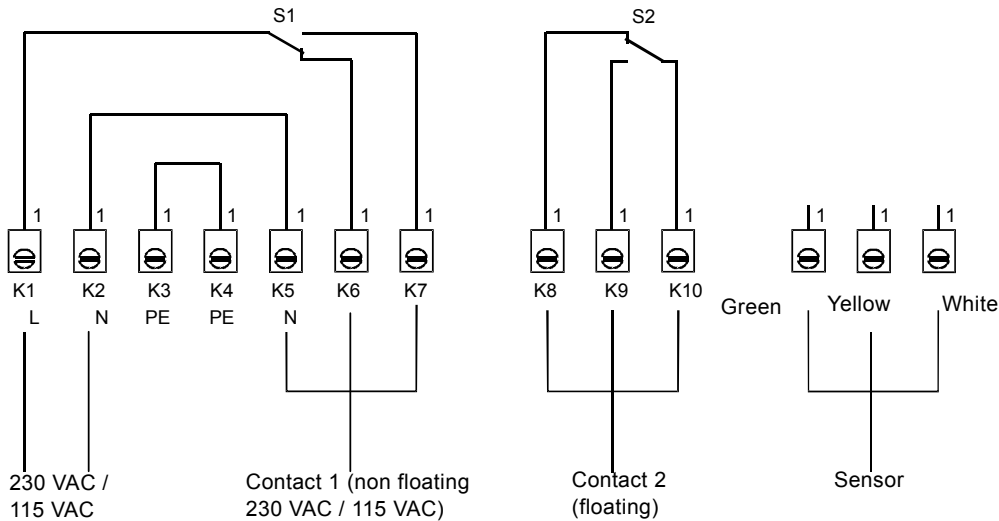 S1 S2
1 1 1 1 1 1 1 1 1 1 1 1 1
K1 K2 K3 K4 K5 K6 K7 K8 K9 K10
Green Yellow White
L N PE PE N
230 VAC /
115 VAC
Contact 1 (non floating
230 VAC / 115 VAC)
Contact 2
(floating)
Sensor